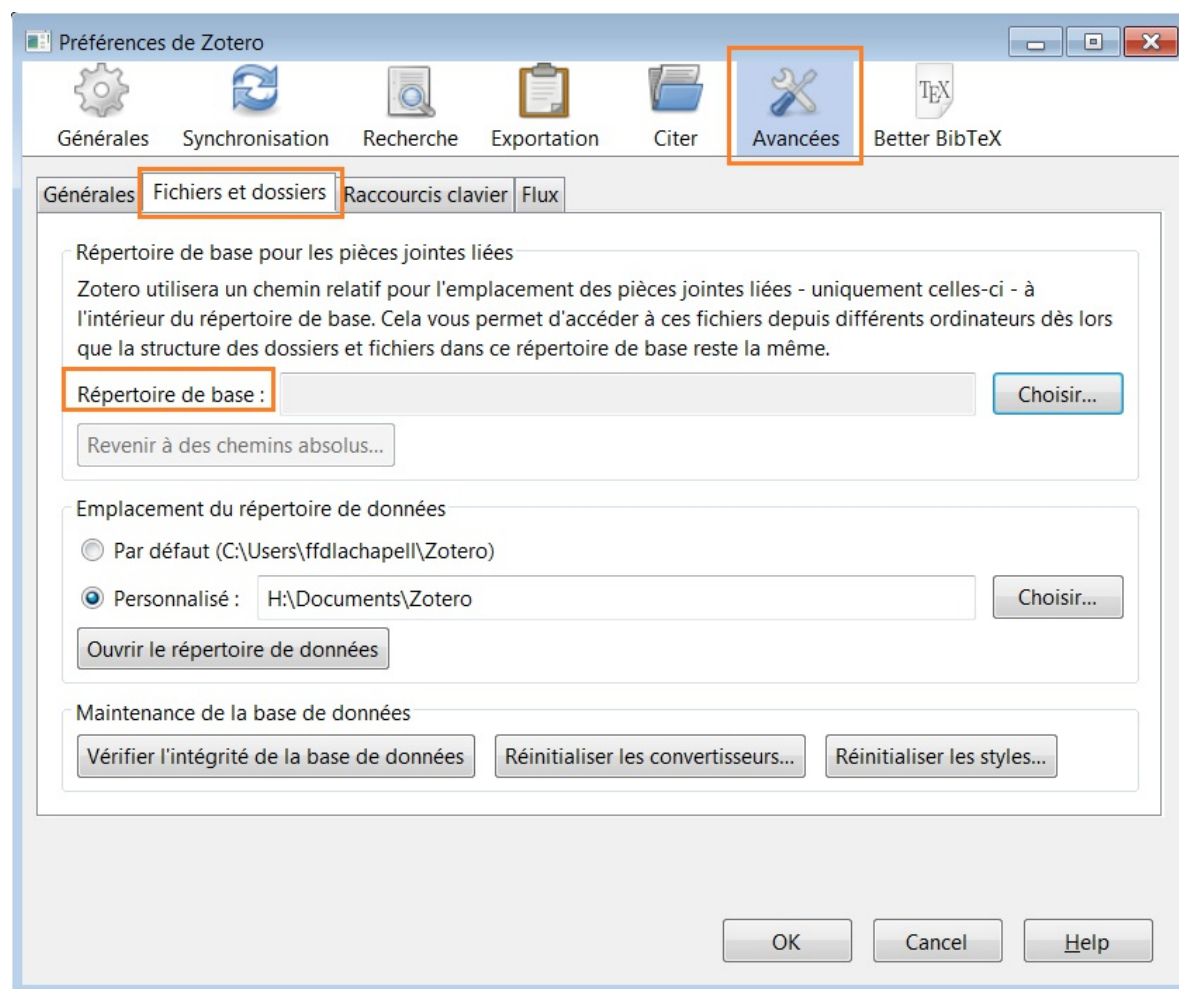 Préférences de Zotero
Générales Synchronisation Recherche Exportation Citer Avancées Better BibTeX
TEX
Générales Fichiers et dossiers Raccourcis clavier Flux
Répertoire de base pour les pièces jointes liées
Zotero utilisera un chemin relatif pour l'emplacement des pièces jointes liées - uniquement celles-ci - à
l'intérieur du répertoire de base. Cela vous permet d'accéder à ces fichiers depuis différents ordinateurs dès lors
que la structure des dossiers et fichiers dans ce répertoire de base reste la même.
Répertoire de base : Choisir...
Revenir à des chemins absolus...
Emplacement du répertoire de données
Par défaut (C:\Users\ffdlachapell\Zotero)
Personnalisé : H:\Documents\Zotero Choisir...
Ouvrir le répertoire de données
Maintenance de la base de données
Vérifier l'intégrité de la base de données Réinitialiser les convertisseurs... Réinitialiser les styles...
OK Cancel Help